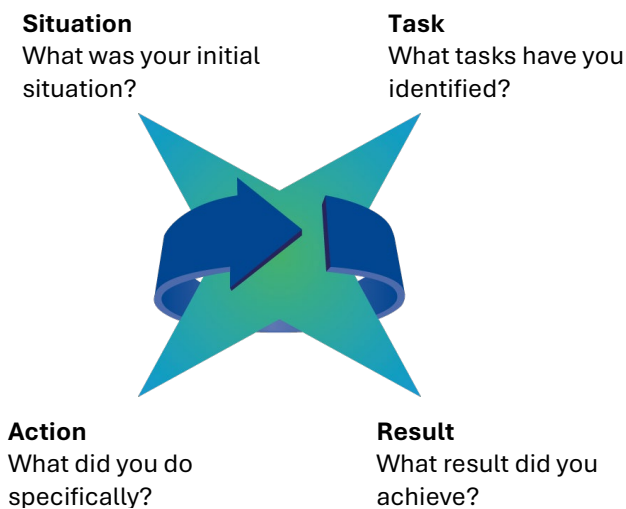 Situation
What was your initial
situation?
Task
What tasks have you
identified?
Action
What did you do
specifically?
Result
What result did you
achieve?